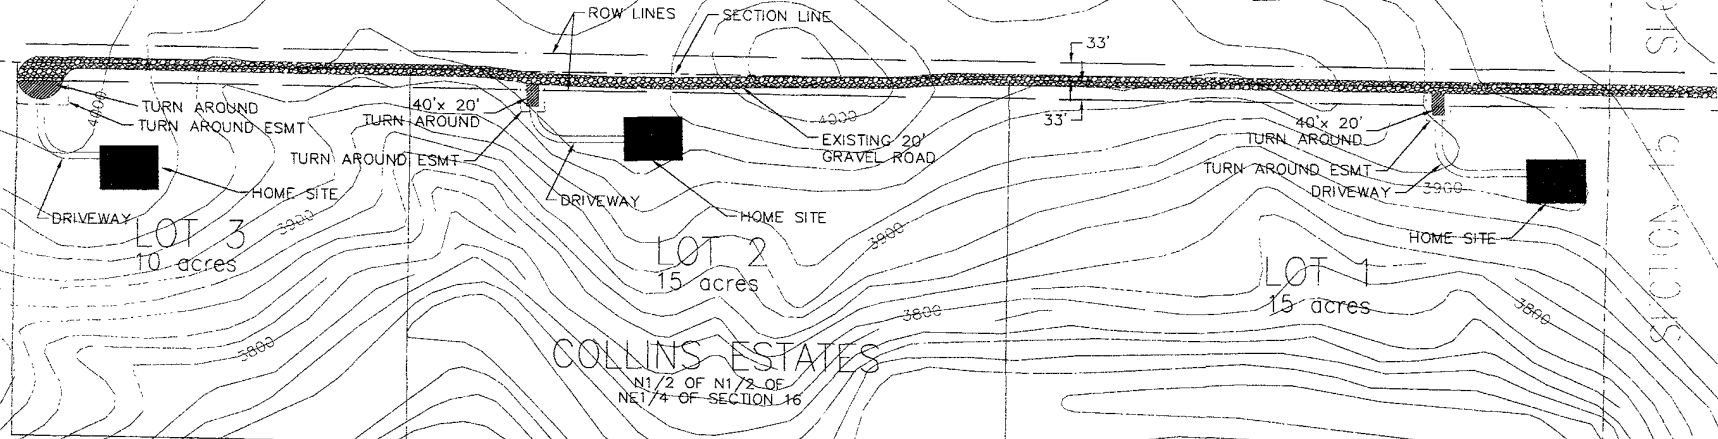 ROW LINES
SECTION LINE
33'
4000
TURN AROUND
TURN AROUND ESMT
40'x 20'
TURN AROUND
TURN AROUND ESMT
4000
EXISTING 20'
GRAVEL ROAD
33'
40'x 20'
TURN AROUND
TURN AROUND ESMT
DRIVEWAY
3900
HOME SITE
DRIVEWAY
DRIVEWAY
HOME SITE
HOME SITE
LOT 3
10 acres
3900
LOT 2
15 acres
3900
LOT 1
15 acres
3800
3800
3800
COLLINS ESTATES
N1/2 OF N1/2 OF
NE1/4 OF SECTION 16